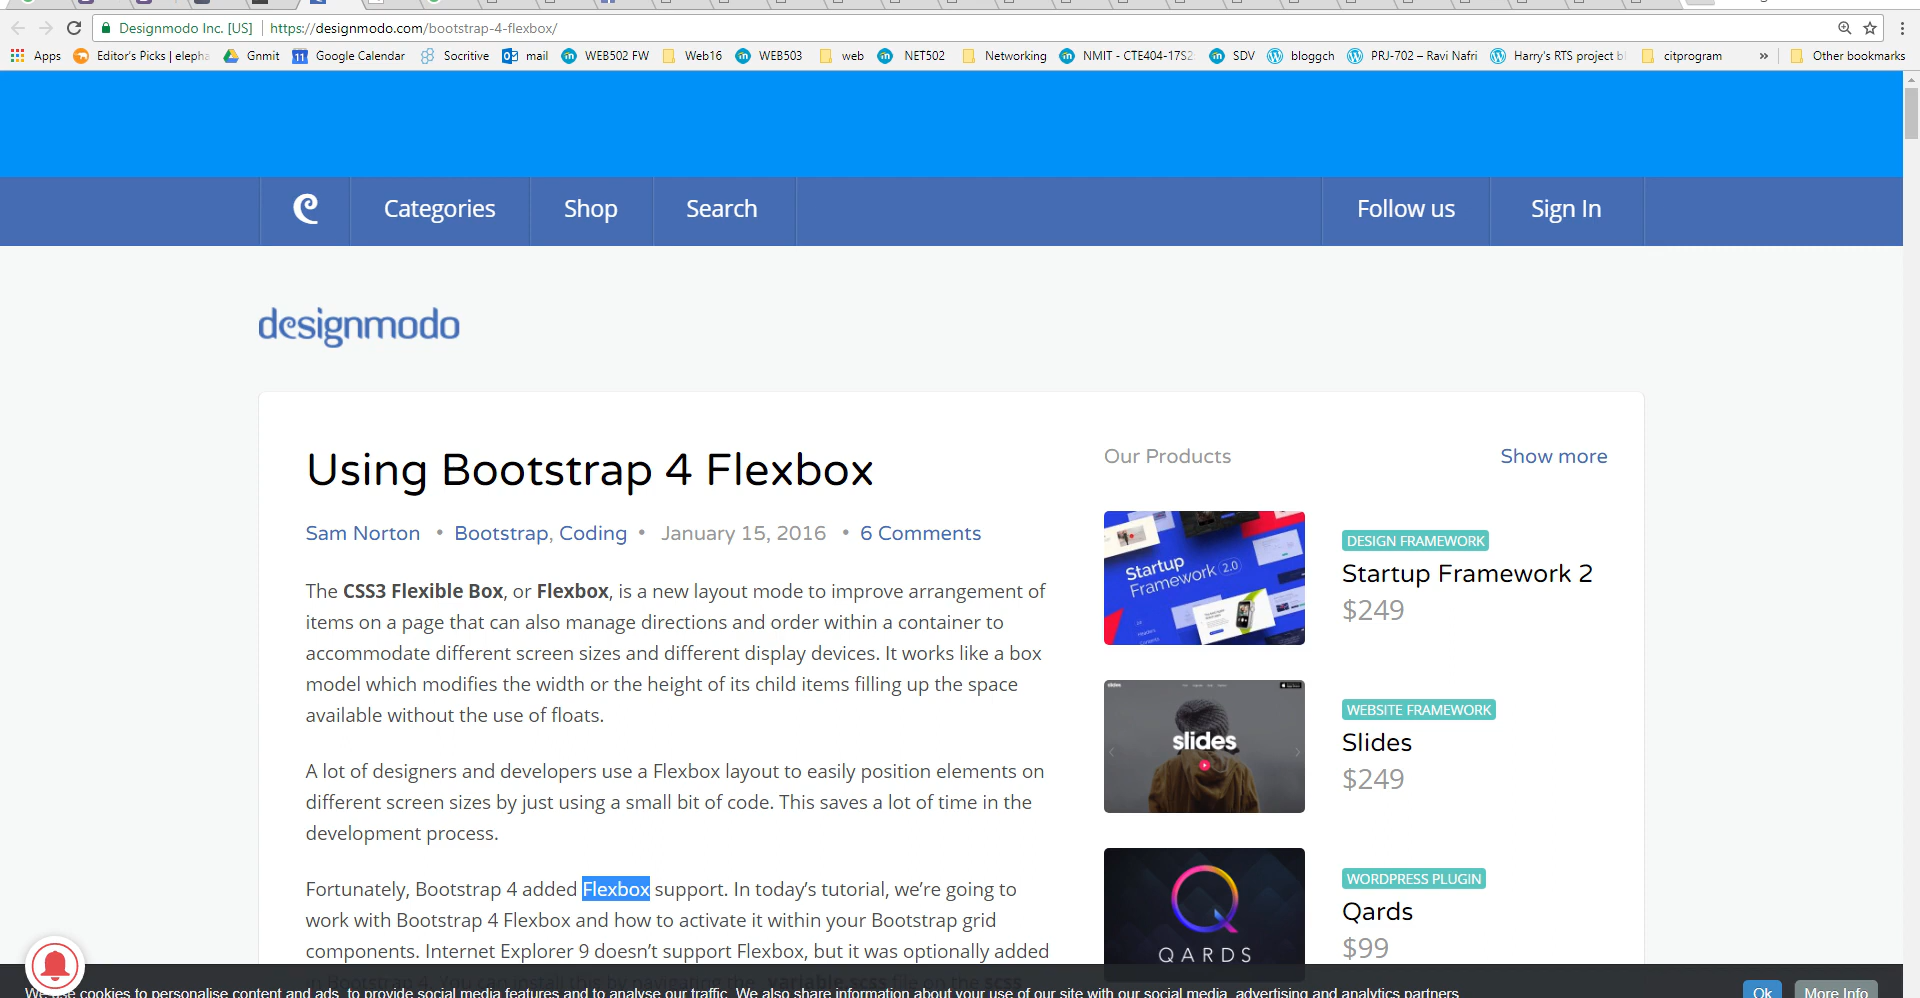 Designmodo Inc. [US] https://designmodo.com/bootstrap-4-flexbox/
Apps Editor's Picks | eleph Gnmit Google Calendar Socritive mail WEB502 FW Web16 WEB503 web NET502 Networking NMIT - CTE404-17S2 SDV bloggch PRJ-702 – Ravi Nafri Harry's RTS project bl citprogram » Other bookmarks
Categories Shop Search Follow us Sign In
designmodo
Using Bootstrap 4 Flexbox
Sam Norton • Bootstrap, Coding • January 15, 2016 • 6 Comments
The CSS3 Flexible Box, or Flexbox, is a new layout mode to improve arrangement of
items on a page that can also manage directions and order within a container to
accommodate different screen sizes and different display devices. It works like a box
model which modifies the width or the height of its child items filling up the space
available without the use of floats.
A lot of designers and developers use a Flexbox layout to easily position elements on
different screen sizes by just using a small bit of code. This saves a lot of time in the
development process.
Fortunately, Bootstrap 4 added Flexbox support. In today's tutorial, we're going to
work with Bootstrap 4 Flexbox and how to activate it within your Bootstrap grid
components. Internet Explorer 9 doesn't support Flexbox, but it was optionally added
Our Products Show more
Startup
Framework 2.0
DESIGN FRAMEWORK
Startup Framework 2
$249
slides
WEBSITE FRAMEWORK
Slides
$249
QARDS
WORDPRESS PLUGIN
Qards
$99
We use cookies to personalise content and ads, to provide social media features and to analyse our traffic. We also share information about your use of our site with our social media, advertising and analytics partners
Ok More Info